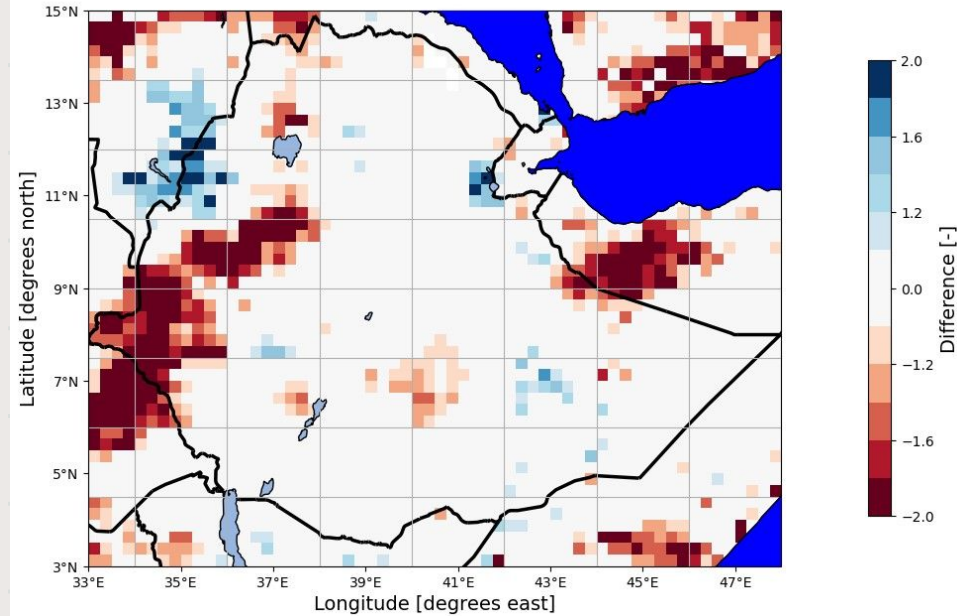 15°N
13°N
11°N
9°N
7°N
5°N
3°N
Latitude [degrees north]
33°E 35°E 37°E 39°E 41°E 43°E 45°E 47°E
Longitude [degrees east]
2.0
1.6
1.2
0.0
−1.2
−1.6
−2.0
Difference [-]